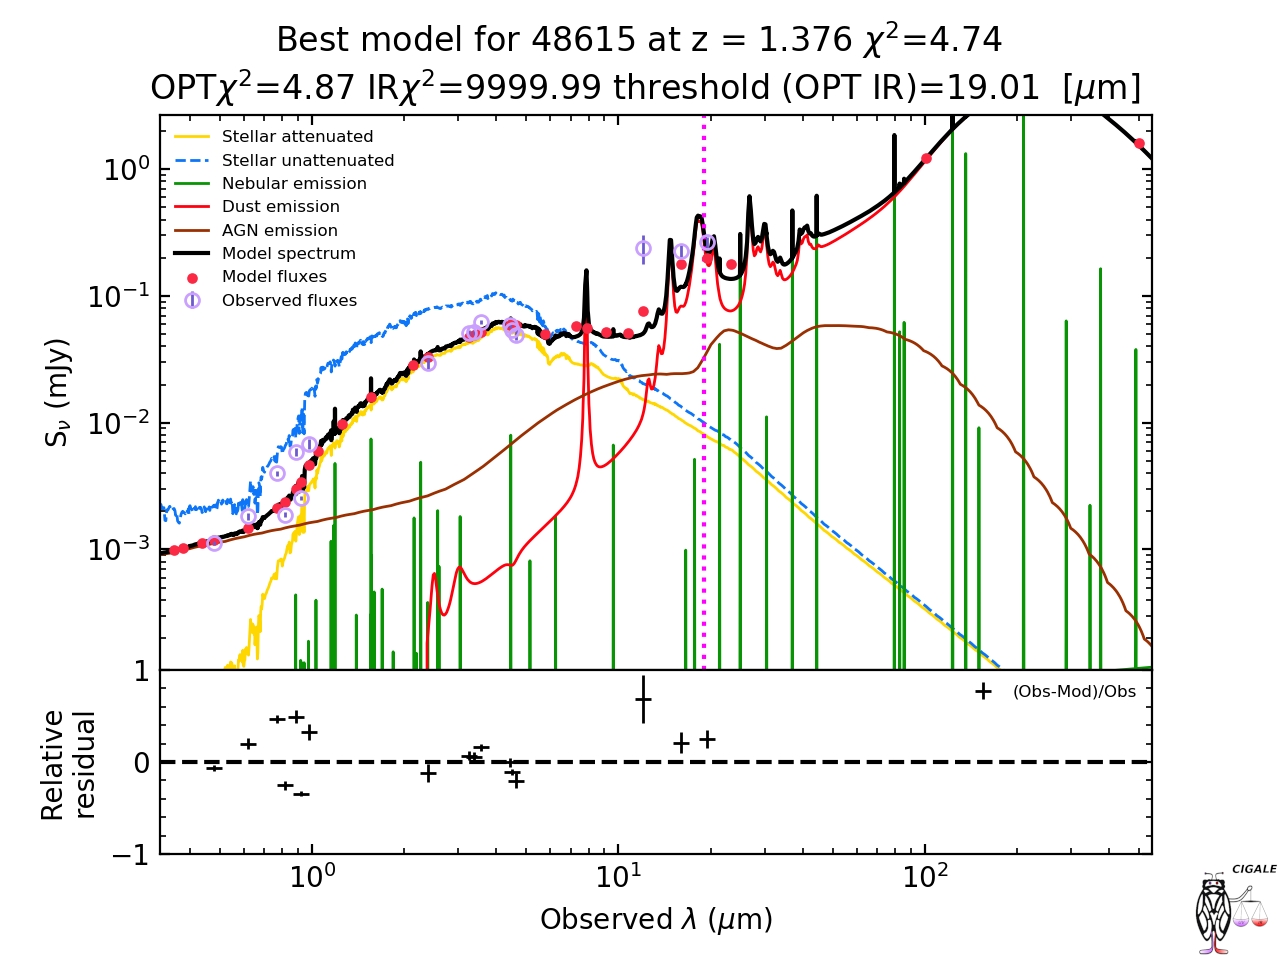 Best model for 48615 at z = 1.376 χ²=4.74
OPTχ²=4.87 IRχ²=9999.99 threshold (OPT IR)=19.01 [μm]
Stellar attenuated
Stellar unattenuated
Nebular emission
Dust emission
AGN emission
Model spectrum
Model fluxes
Observed fluxes
10⁰
10⁻¹
10⁻²
10⁻³
S_ν (mJy)
1
0
−1
Relative
residual
(Obs-Mod)/Obs
10⁰ 10¹ 10²
Observed λ (μm)
CIGALE